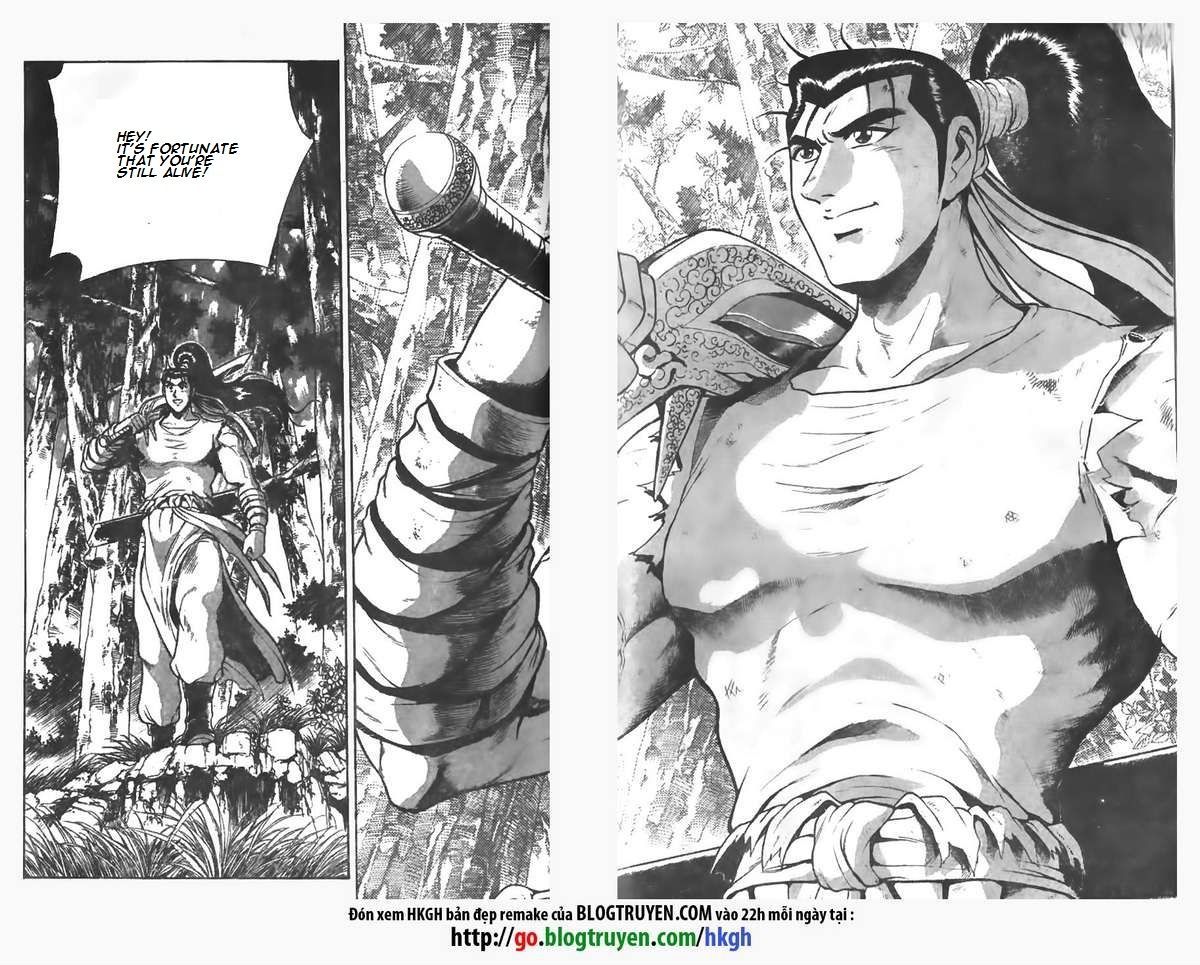 HEY!
IT'S FORTUNATE
THAT YOU'RE
STILL ALIVE!
Đón xem HKGH bản đẹp remake của BLOGTRUYEN.COM vào 22h mỗi ngày tại :
http://go.blogtruyen.com/hkgh